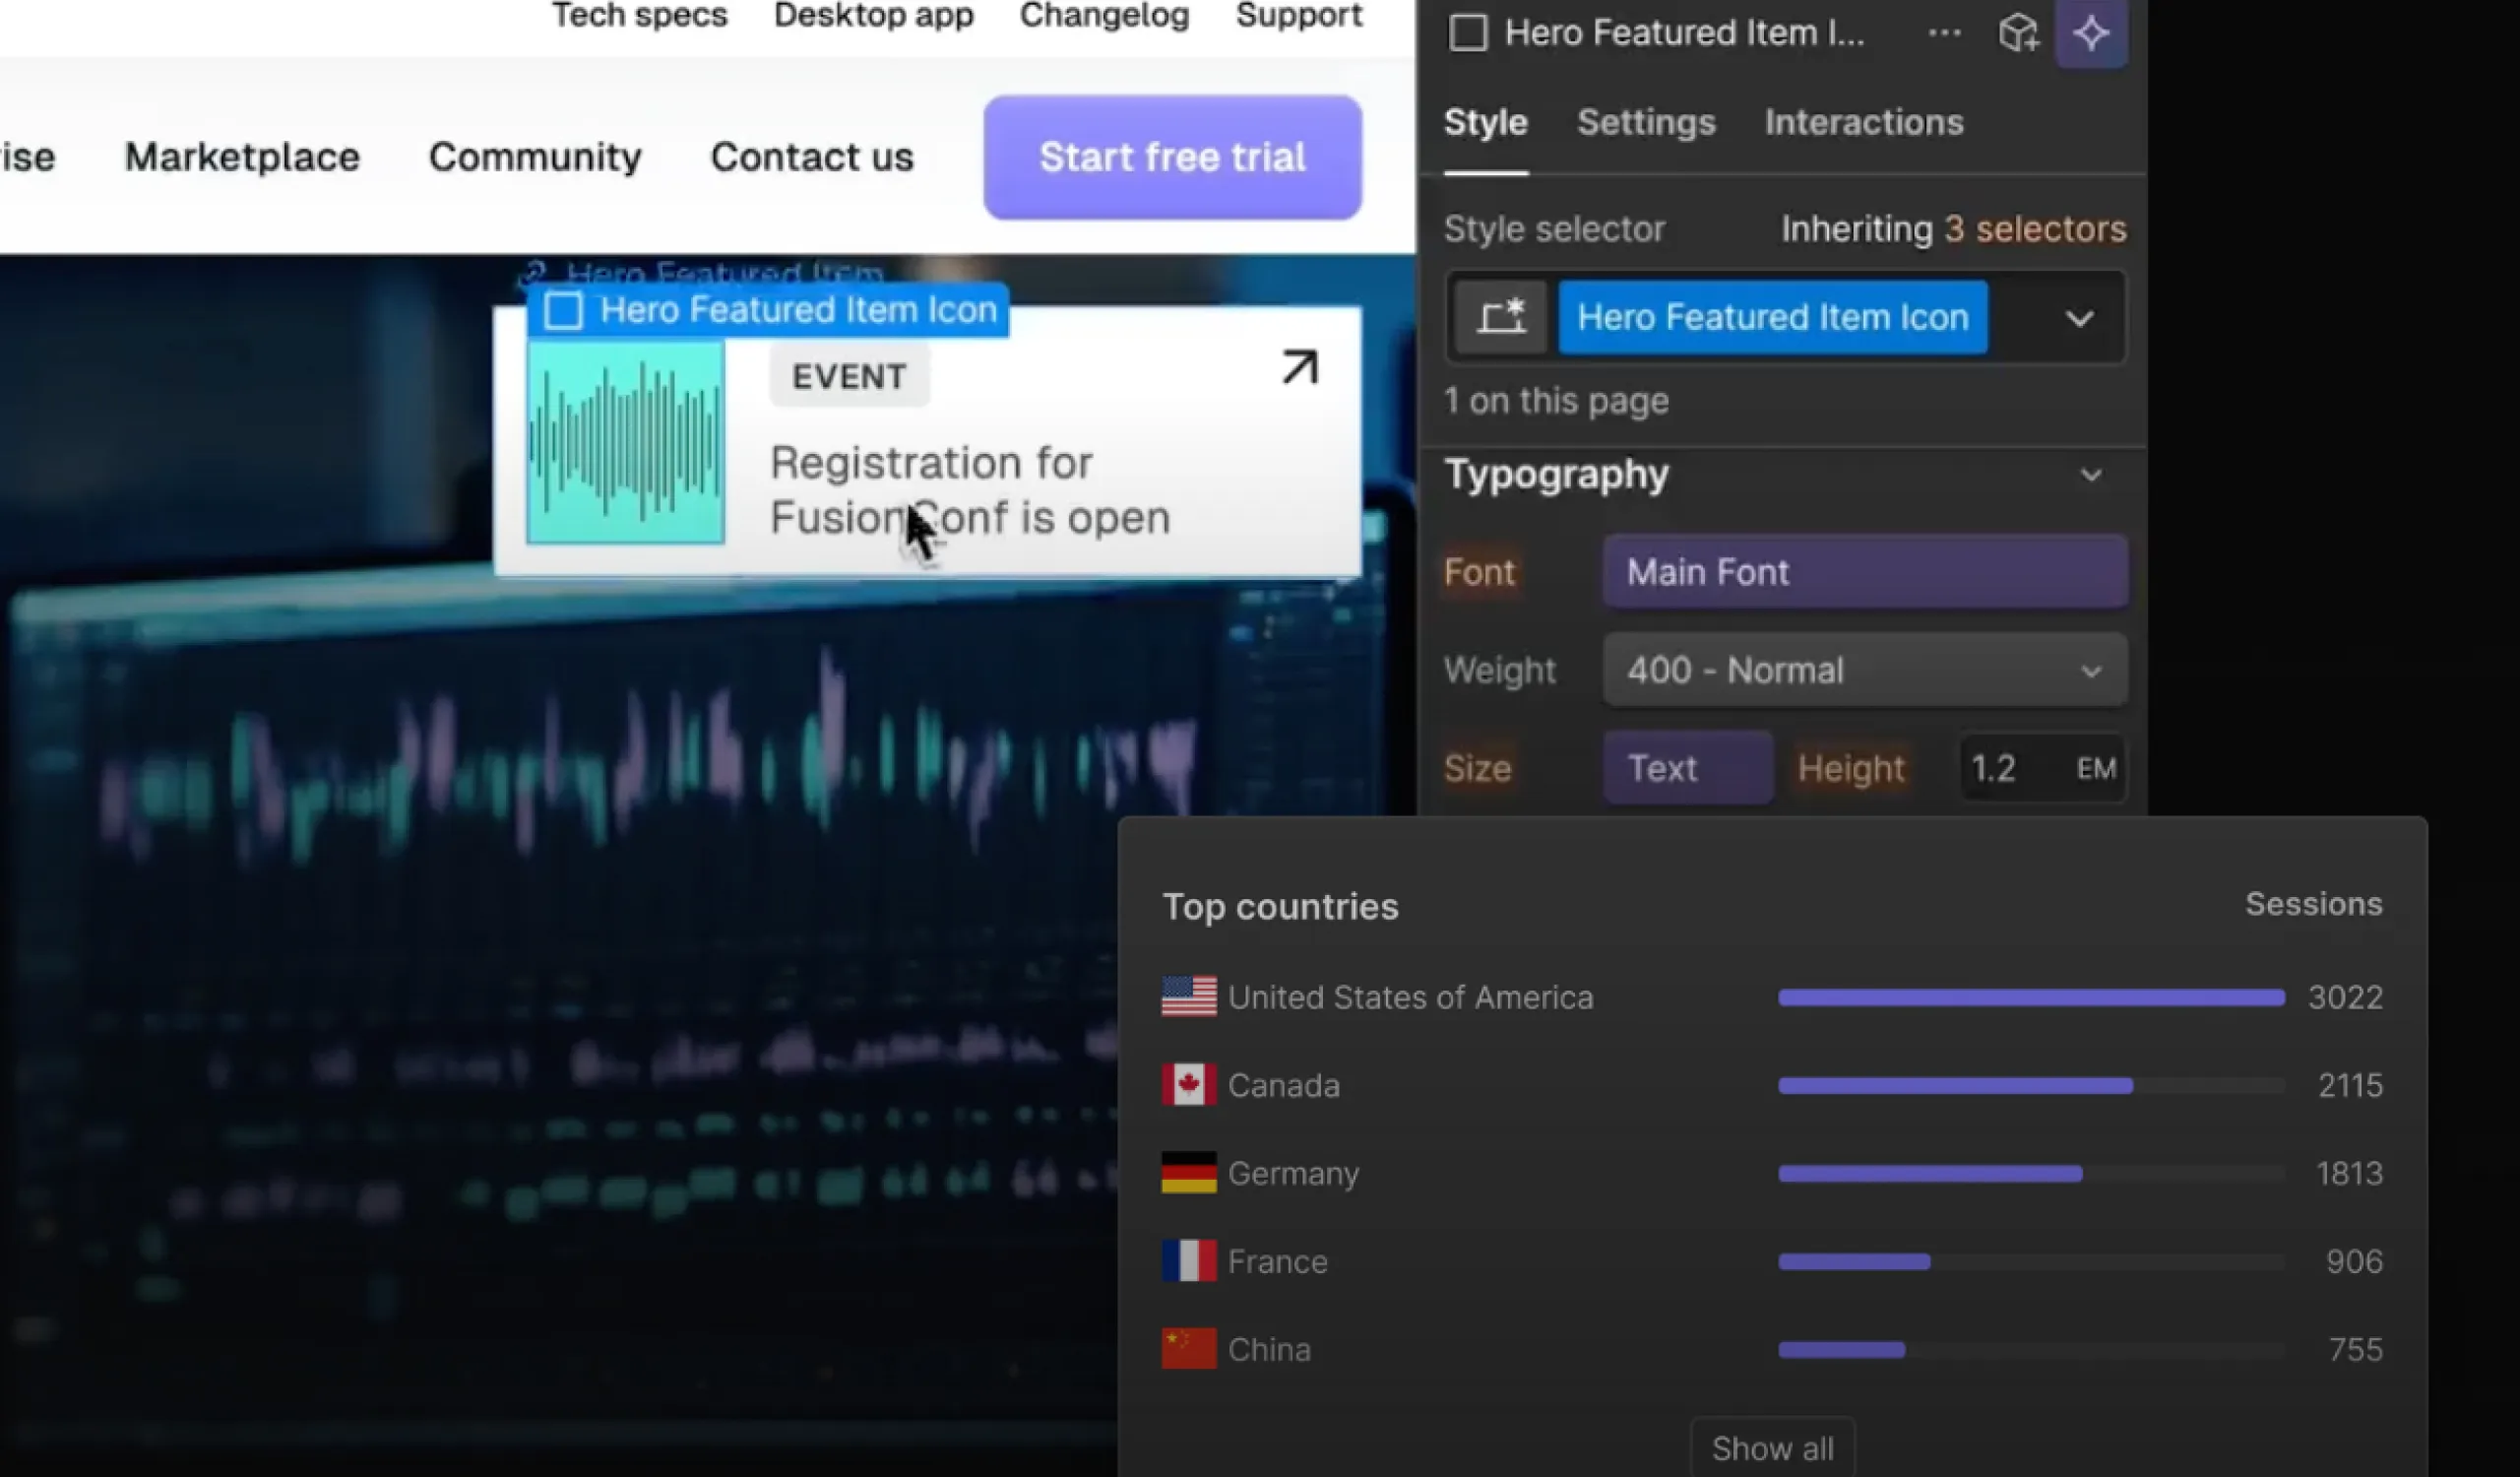 Tech specs Desktop app Changelog Support
Marketplace Community Contact us Start free trial
Hero Featured Item
Hero Featured Item Icon
EVENT
Registration for
FusionConf is open
Hero Featured Item I...
Style Settings Interactions
Style selector Inheriting 3 selectors
Hero Featured Item Icon
1 on this page
Typography
Font Main Font
Weight 400 - Normal
Size Text Height 1.2 EM
Top countries Sessions
United States of America 3022
Canada 2115
Germany 1813
France 906
China 755
Show all